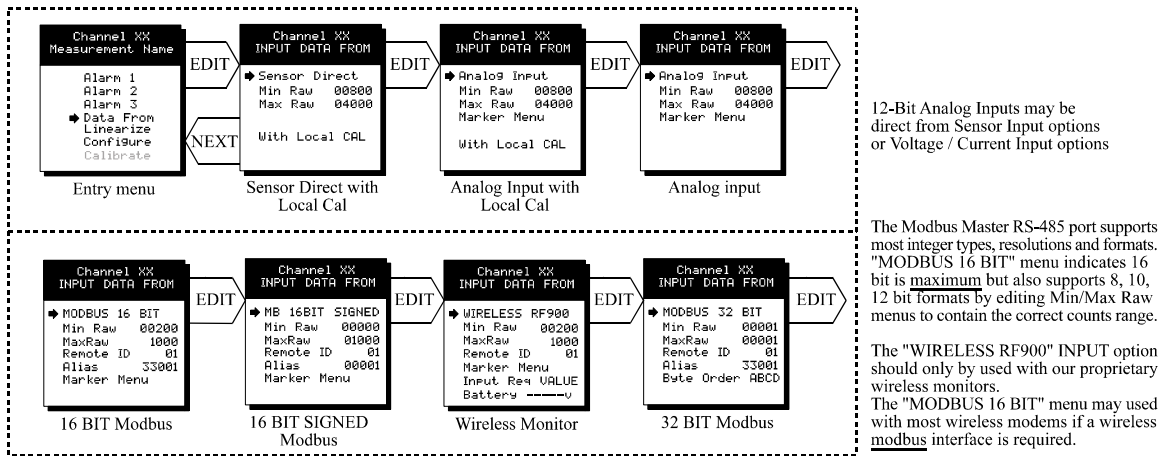 Channel XX
Measurement Name
Alarm 1
Alarm 2
Alarm 3
Data From
Linearize
Configure
Calibrate
Entry menu
EDIT
NEXT
Channel XX
INPUT DATA FROM
Sensor Direct
Min Raw 00800
Max Raw 04000
With Local CAL
Sensor Direct with
Local Cal
EDIT
Channel XX
INPUT DATA FROM
Analog Input
Min Raw 00800
Max Raw 04000
Marker Menu
With Local CAL
Analog Input with
Local Cal
EDIT
Channel XX
INPUT DATA FROM
Analog Input
Min Raw 00800
Max Raw 04000
Marker Menu
Analog input
EDIT
12-Bit Analog Inputs may be
direct from Sensor Input options
or Voltage / Current Input options
Channel XX
INPUT DATA FROM
MODBUS 16 BIT
Min Raw 00200
MaxRaw 1000
Remote ID 01
Alias 33001
Marker Menu
16 BIT Modbus
EDIT
Channel XX
INPUT DATA FROM
MB 16BIT SIGNED
Min Raw 00000
MaxRaw 01000
Remote ID 01
Alias 00001
Marker Menu
16 BIT SIGNED
Modbus
EDIT
Channel XX
INPUT DATA FROM
WIRELESS RF900
Min Raw 00200
MaxRaw 1000
Remote ID 01
Marker Menu
Input Req VALUE
Battery -----v
Wireless Monitor
EDIT
Channel XX
INPUT DATA FROM
MODBUS 32 BIT
Min Raw 00001
MaxRaw 00001
Remote ID 01
Alias 33001
Byte Order ABCD
32 BIT Modbus
EDIT
The Modbus Master RS-485 port supports
most integer types, resolutions and formats.
"MODBUS 16 BIT" menu indicates 16
bit is maximum but also supports 8, 10,
12 bit formats by editing Min/Max Raw
menus to contain the correct counts range.
The "WIRELESS RF900" INPUT option
should only by used with our proprietary
wireless monitors.
The "MODBUS 16 BIT" menu may used
with most wireless modems if a wireless
modbus interface is required.